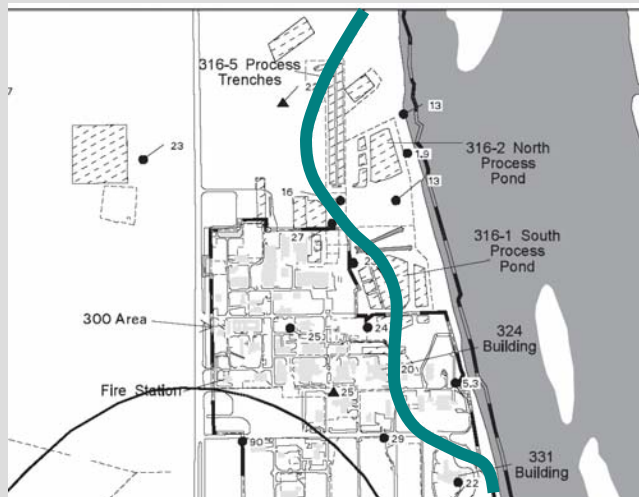 7
316-5 Process
Trenches
13
1.9
316-2 North
Process
Pond
23
16
13
27
316-1 South
Process
Pond
300 Area
25
24
324
Building
20
Fire Station
25
5.3
90
29
331
Building
22